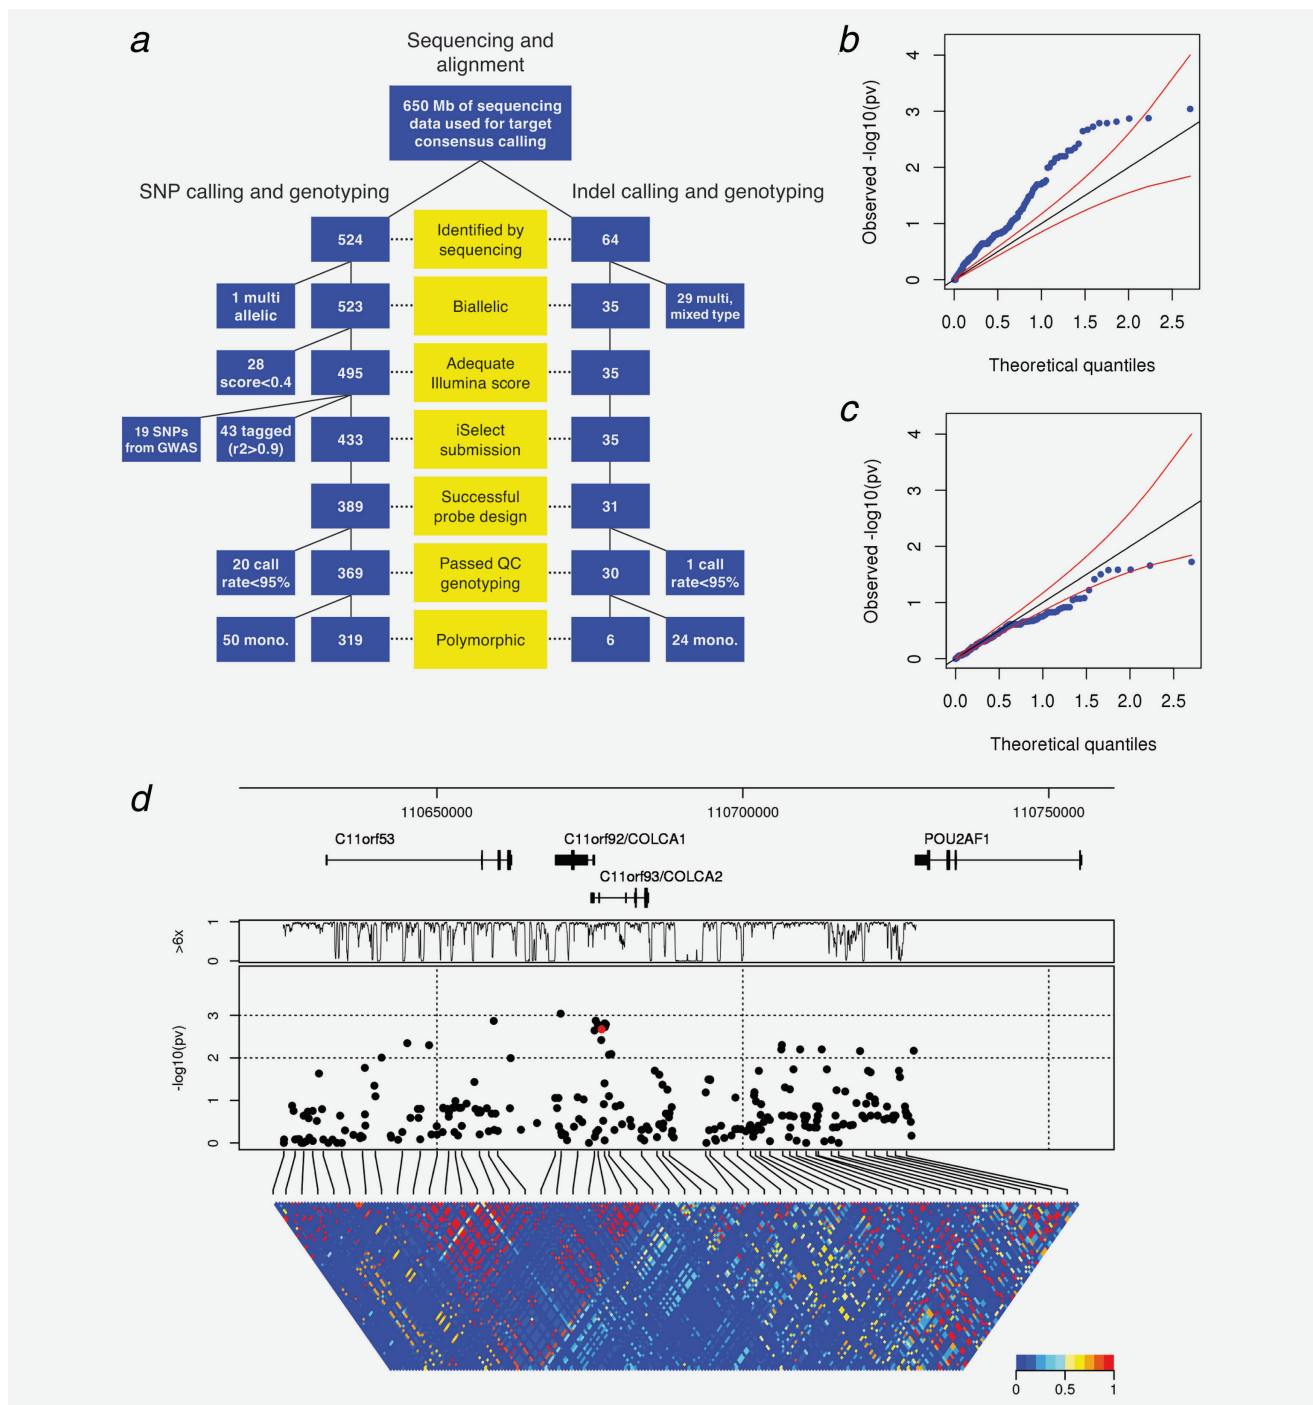 a
Sequencing and
alignment
650 Mb of sequencing
data used for target
consensus calling
SNP calling and genotyping
Indel calling and genotyping
524
Identified by
sequencing
64
1 multi
allelic
523
Biallelic
35
29 multi,
mixed type
28
score<0.4
495
Adequate
Illumina score
35
19 SNPs
from GWAS
43 tagged
(r2>0.9)
433
iSelect
submission
35
389
Successful
probe design
31
20 call
rate<95%
369
Passed QC
genotyping
30
1 call
rate<95%
50 mono.
319
Polymorphic
6
24 mono.
b
Observed -log10(pv)
4
3
2
1
0
0.0 0.5 1.0 1.5 2.0 2.5
Theoretical quantiles
c
Observed -log10(pv)
4
3
2
1
0
0.0 0.5 1.0 1.5 2.0 2.5
Theoretical quantiles
d
110650000 110700000 110750000
C11orf53 C11orf92/COLCA1 POU2AF1
C11orf93/COLCA2
>6x
1
0
-log10(pv)
3
2
1
0
0 0.5 1